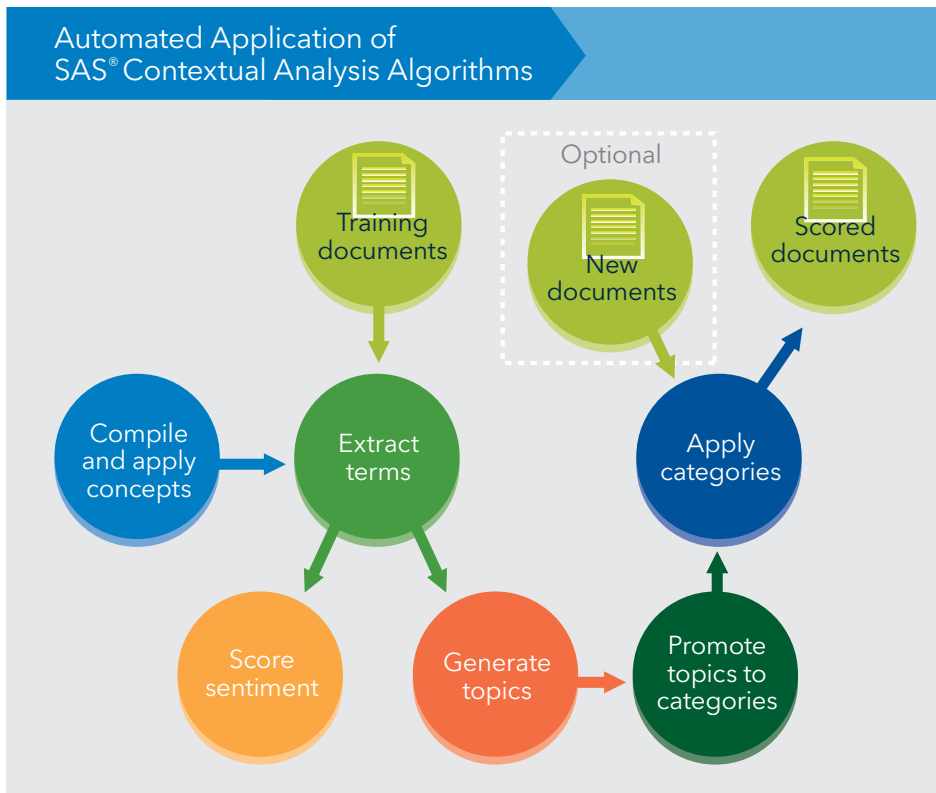 Automated Application of
SAS® Contextual Analysis Algorithms
Optional
Training
documents
New
documents
Scored
documents
Compile
and apply
concepts
Extract
terms
Apply
categories
Score
sentiment
Generate
topics
Promote
topics to
categories